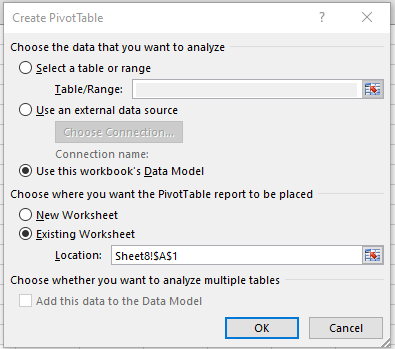 Create PivotTable ? ×
Choose the data that you want to analyze
Select a table or range
Table/Range:
Use an external data source
Choose Connection...
Connection name:
Use this workbook's Data Model
Choose where you want the PivotTable report to be placed
New Worksheet
Existing Worksheet
Location: Sheet8!$A$1
Choose whether you want to analyze multiple tables
Add this data to the Data Model
OK Cancel